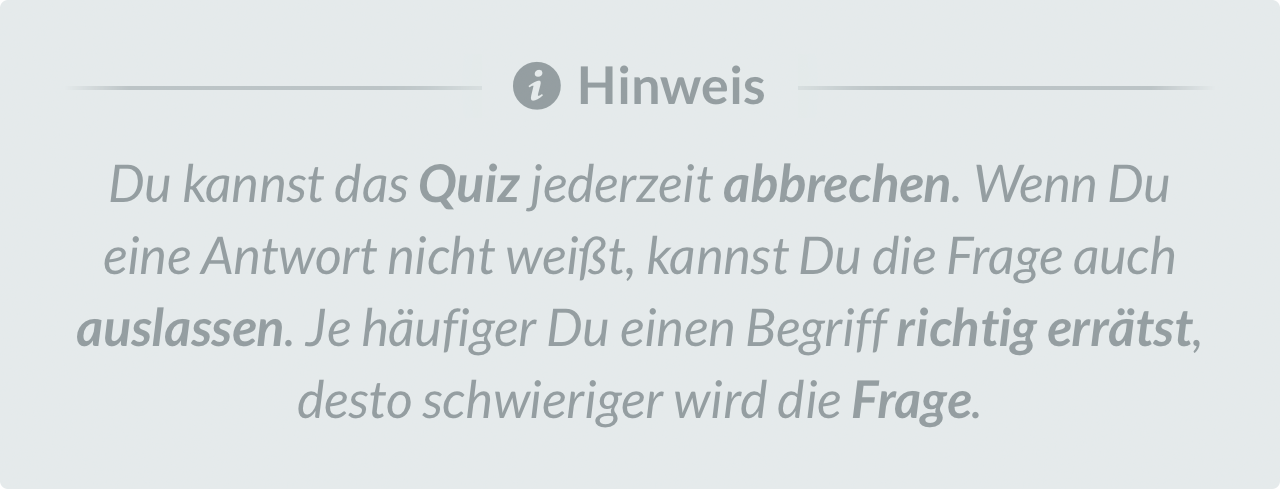 Hinweis
Du kannst das Quiz jederzeit abbrechen. Wenn Du
eine Antwort nicht weißt, kannst Du die Frage auch
auslassen. Je häufiger Du einen Begriff richtig errätst,
desto schwieriger wird die Frage.